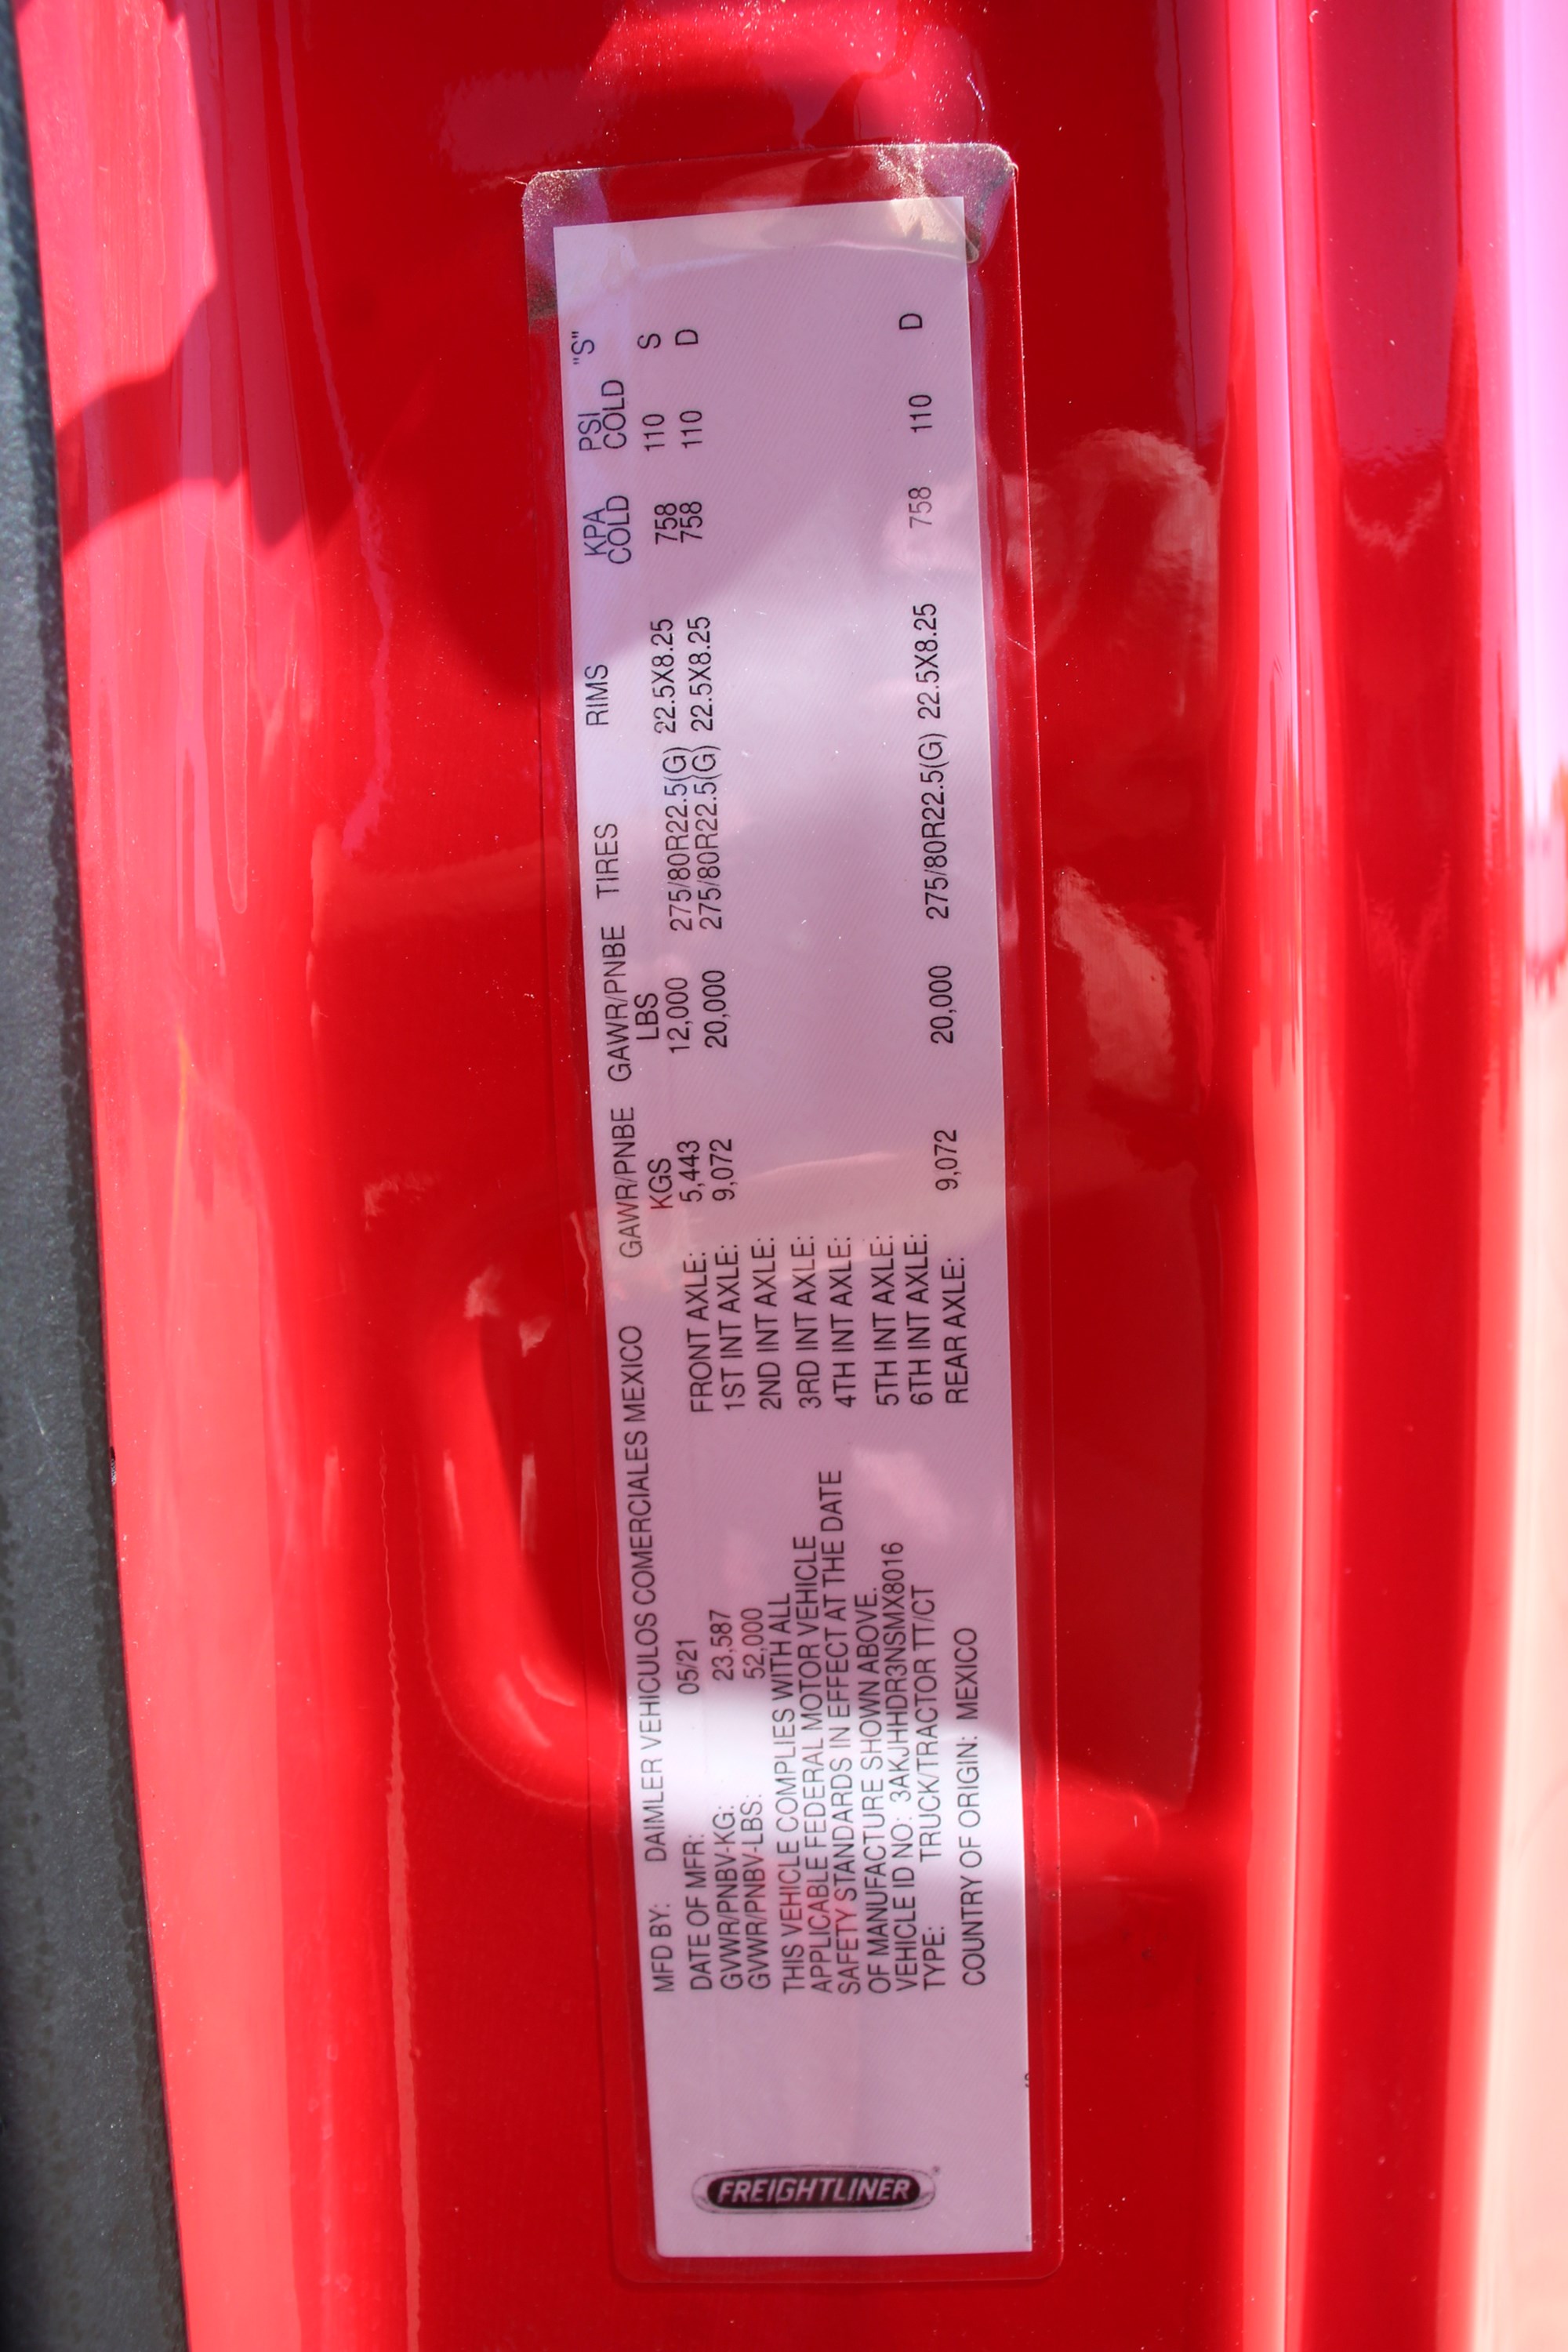 FREIGHTLINER
MFD BY: DAIMLER VEHICULOS COMERCIALES MEXICO
DATE OF MFR: 05/21
GVWR/PNBV-KG: 23,587
GVWR/PNBV-LBS: 52,000
THIS VEHICLE COMPLIES WITH ALL
APPLICABLE FEDERAL MOTOR VEHICLE
SAFETY STANDARDS IN EFFECT AT THE DATE
OF MANUFACTURE SHOWN ABOVE.
VEHICLE ID NO: 3AKJHHDR3NSMX8016
TYPE: TRUCK/TRACTOR TT/CT
COUNTRY OF ORIGIN: MEXICO
GAWR/PNBE GAWR/PNBE TIRES RIMS KPA PSI "S"
KGS LBS COLD COLD
FRONT AXLE: 5,443 12,000 275/80R22.5(G) 22.5X8.25 758 110 S
1ST INT AXLE: 9,072 20,000 275/80R22.5(G) 22.5X8.25 758 110 D
2ND INT AXLE:
3RD INT AXLE:
4TH INT AXLE:
5TH INT AXLE:
6TH INT AXLE:
REAR AXLE: 9,072 20,000 275/80R22.5(G) 22.5X8.25 758 110 D